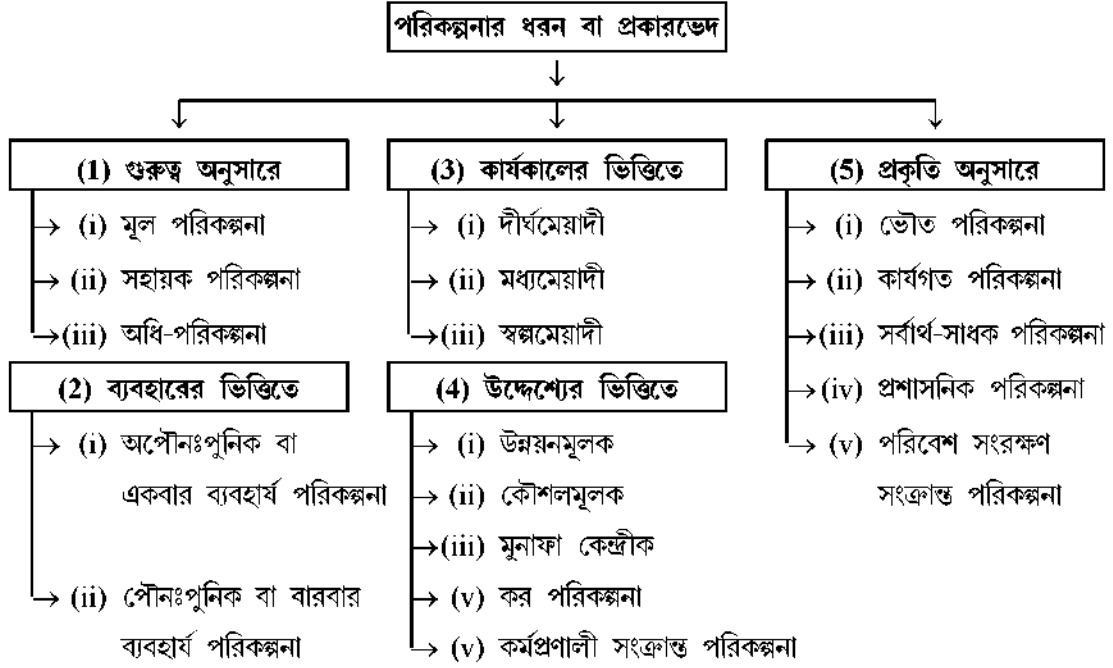 পরিকল্পনার ধরন বা প্রকারভেদ
(1) গুরুত্ব অনুসারে
(i) মূল পরিকল্পনা
(ii) সহায়ক পরিকল্পনা
(iii) অধি-পরিকল্পনা
(2) ব্যবহারের ভিত্তিতে
(i) অপৌনঃপুনিক বা
একবার ব্যবহার্য পরিকল্পনা
(ii) পৌনঃপুনিক বা বারবার
ব্যবহার্য পরিকল্পনা
(3) কার্যকালের ভিত্তিতে
(i) দীর্ঘমেয়াদী
(ii) মধ্যমেয়াদী
(iii) স্বল্পমেয়াদী
(4) উদ্দেশ্যের ভিত্তিতে
(i) উন্নয়নমূলক
(ii) কৌশলমূলক
(iii) মুনাফা কেন্দ্রীক
(v) কর পরিকল্পনা
(v) কর্মপ্রণালী সংক্রান্ত পরিকল্পনা
(5) প্রকৃতি অনুসারে
(i) ভৌত পরিকল্পনা
(ii) কার্যগত পরিকল্পনা
(iii) সর্বার্থ-সাধক পরিকল্পনা
(iv) প্রশাসনিক পরিকল্পনা
(v) পরিবেশ সংরক্ষণ
সংক্রান্ত পরিকল্পনা